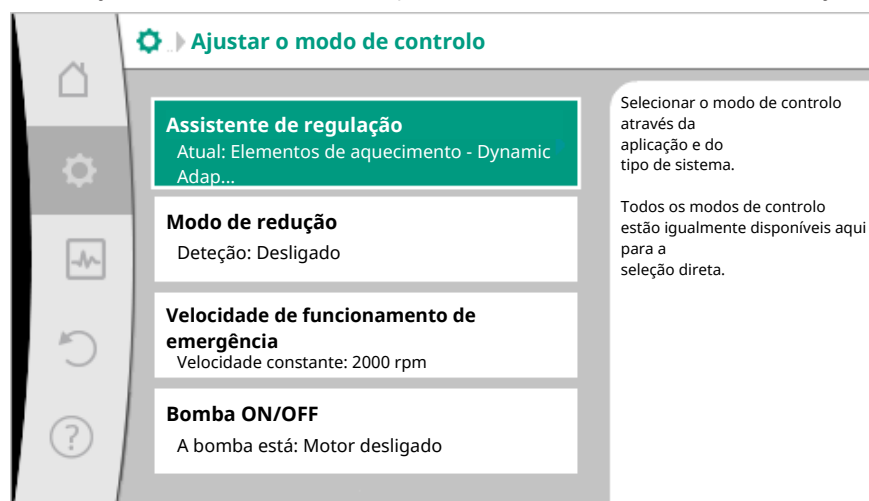 Ajustar o modo de controlo
Assistente de regulação
Atual: Elementos de aquecimento - Dynamic
Adap...
Modo de redução
Deteção: Desligado
Velocidade de funcionamento de
emergência
Velocidade constante: 2000 rpm
Bomba ON/OFF
A bomba está: Motor desligado
Selecionar o modo de controlo
através da
aplicação e do
tipo de sistema.
Todos os modos de controlo
estão igualmente disponíveis aqui
para a
seleção direta.